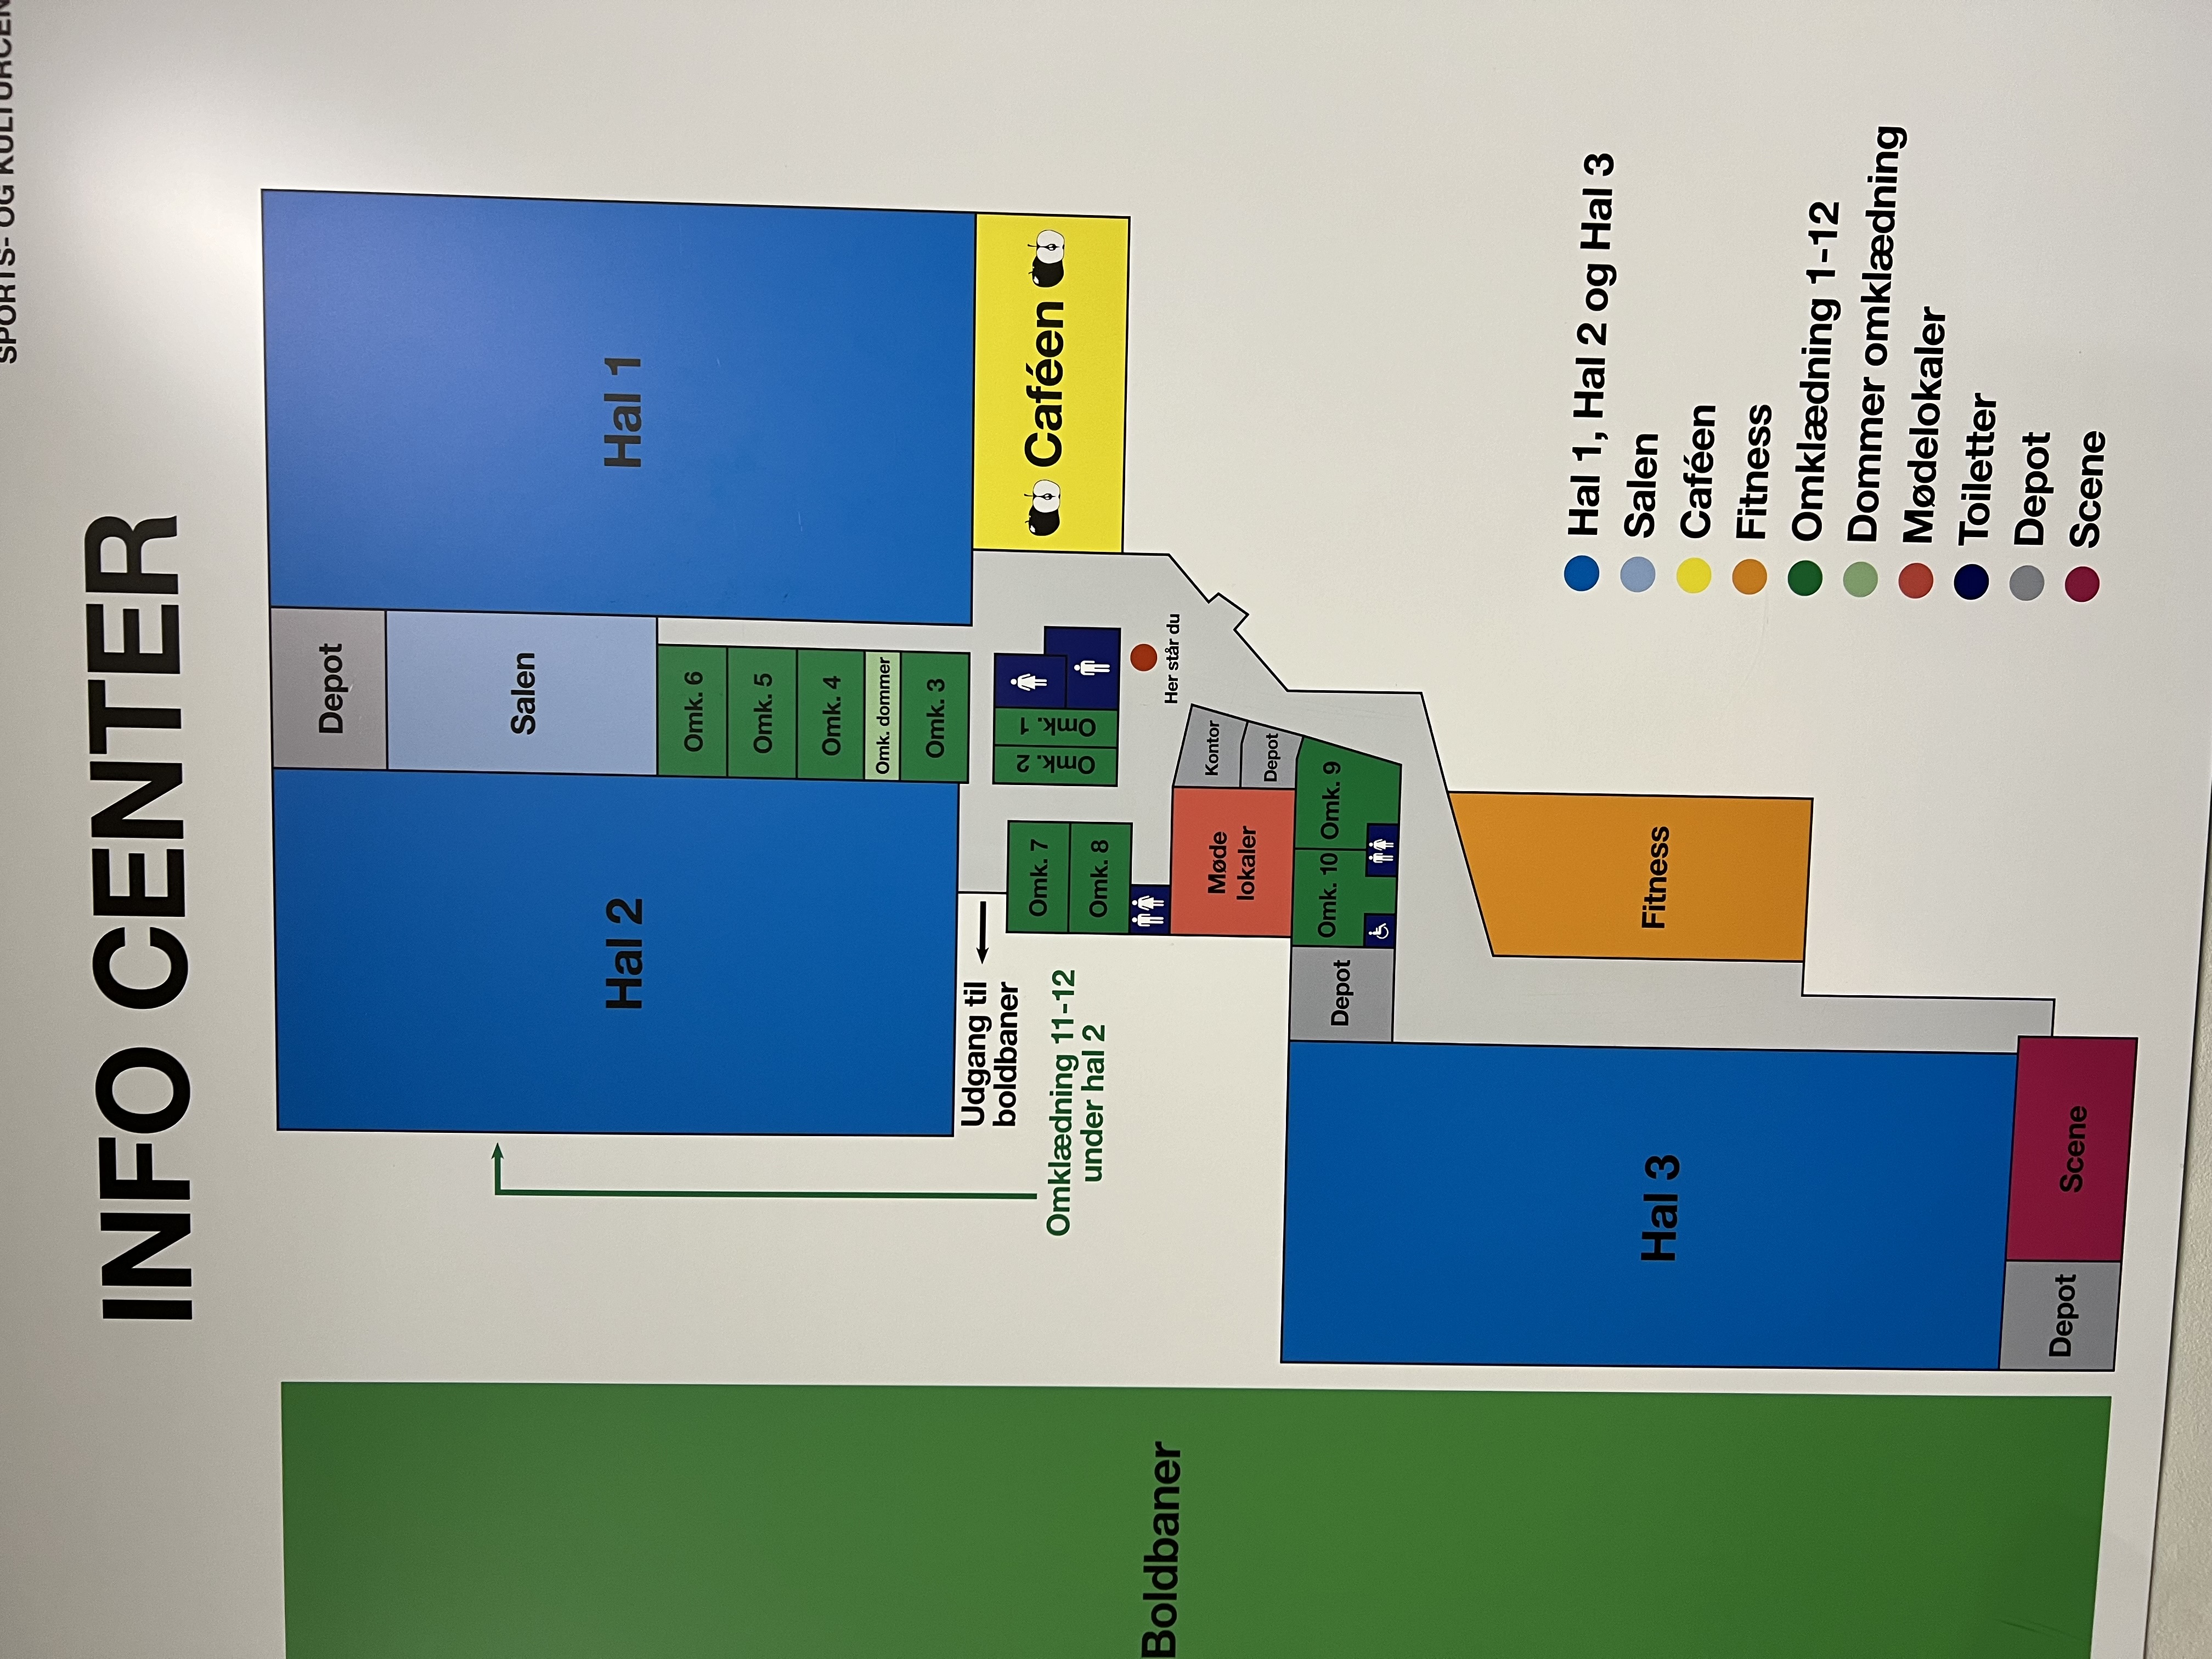 SPORTS- OG KULTURCEN
INFO CENTER
Depot
Salen
Hal 2
Hal 1
Omk. 6
Omk. 5
Omk. 4
Omk. dommer
Omk. 3
Udgang til
boldbaner
Omklædning 11-12
under hal 2
Omk. 7
Omk. 8
Omk. 2
Omk. 1
Caféen
Boldbaner
Her står du
Møde
lokaler
Kontor
Depot
Depot
Omk. 10
Omk. 9
Hal 3
Fitness
Depot
Scene
Hal 1, Hal 2 og Hal 3
Salen
Caféen
Fitness
Omklædning 1-12
Dommer omklædning
Mødelokaler
Toiletter
Depot
Scene